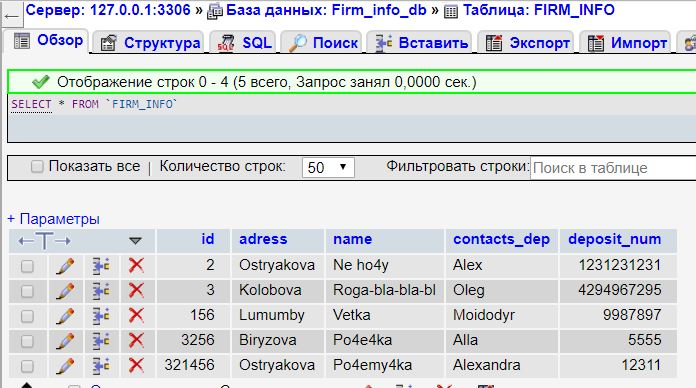 Сервер: 127.0.0.1:3306 » База данных: Firm_info_db » Таблица: FIRM_INFO
Обзор Структура SQL Поиск Вставить Экспорт Импорт
Отображение строк 0 - 4 (5 всего, Запрос занял 0,0000 сек.)
SELECT * FROM `FIRM_INFO`
Показать все | Количество строк: 50 Фильтровать строки: Поиск в таблице
+ Параметры
←T→ id adress name contacts_dep deposit_num
2 Ostryakova Ne ho4y Alex 1231231231
3 Kolobova Roga-bla-bla-bl Oleg 4294967295
156 Lumumby Vetka Moidodyr 9987897
3256 Biryzova Po4e4ka Alla 5555
321456 Ostryakova Po4emy4ka Alexandra 12311